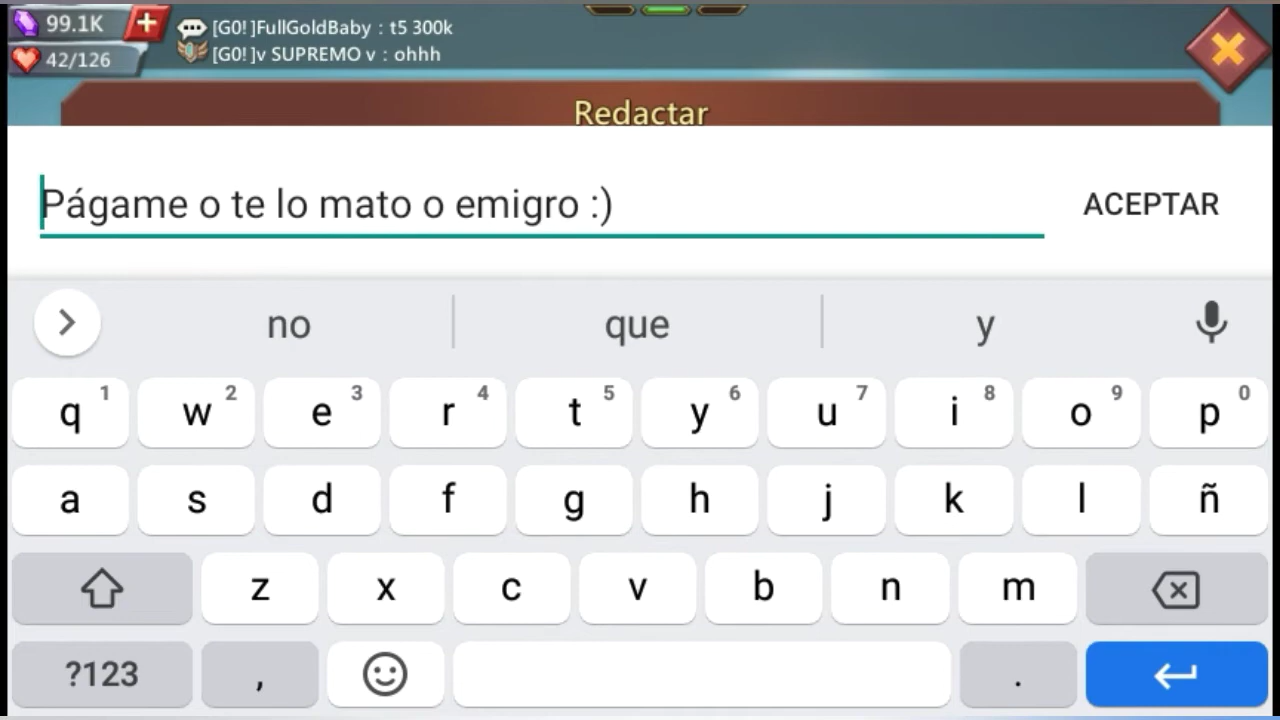 99.1K
[G0!]FullGoldBaby : t5 300k
42/126
[G0!]v SUPREMO v : ohhh
Redactar
Págame o te lo mato o emigro :)
ACEPTAR
no que y
q 1 w 2 e 3 r 4 t 5 y 6 u 7 i 8 o 9 p 0
a s d f g h j k l ñ
z x c v b n m
?123 , .